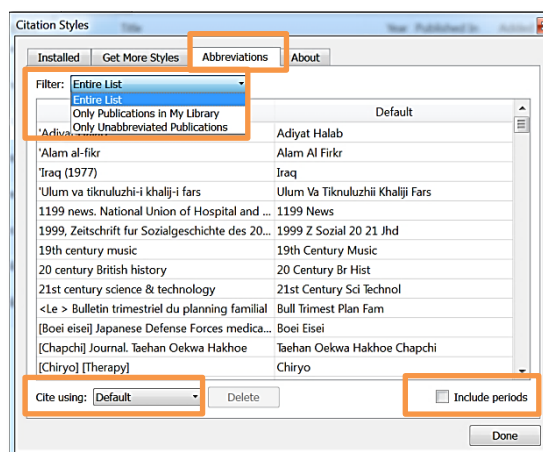 Citation Styles
Title Year Published In Added
Installed Get More Styles Abbreviations About
Filter: Entire List
Entire List
Only Publications in My Library
Only Unabbreviated Publications
Default
Adiyat Halab
'Alam al-fikr Alam Al Firkr
'Iraq (1977) Iraq
'Ulum va tiknuluzhi-i khalij-i fars Ulum Va Tiknuluzhii Khaliji Fars
1199 news. National Union of Hospital and ... 1199 News
1999, Zeitschrift fur Sozialgeschichte des 20... 1999 Z Sozial 20 21 Jhd
19th century music 19th Century Music
20 century British history 20 Century Br Hist
21st century science & technology 21st Century Sci Technol
<Le > Bulletin trimestriel du planning familial Bull Trimest Plan Fam
[Boei eisei] Japanese Defense Forces medica... Boei Eisei
[Chapchi] Journal. Taehan Oekwa Hakhoe Taehan Oekwa Hakhoe Chapchi
[Chiryo] [Therapy] Chiryo
Cite using: Default Delete Include periods
Done